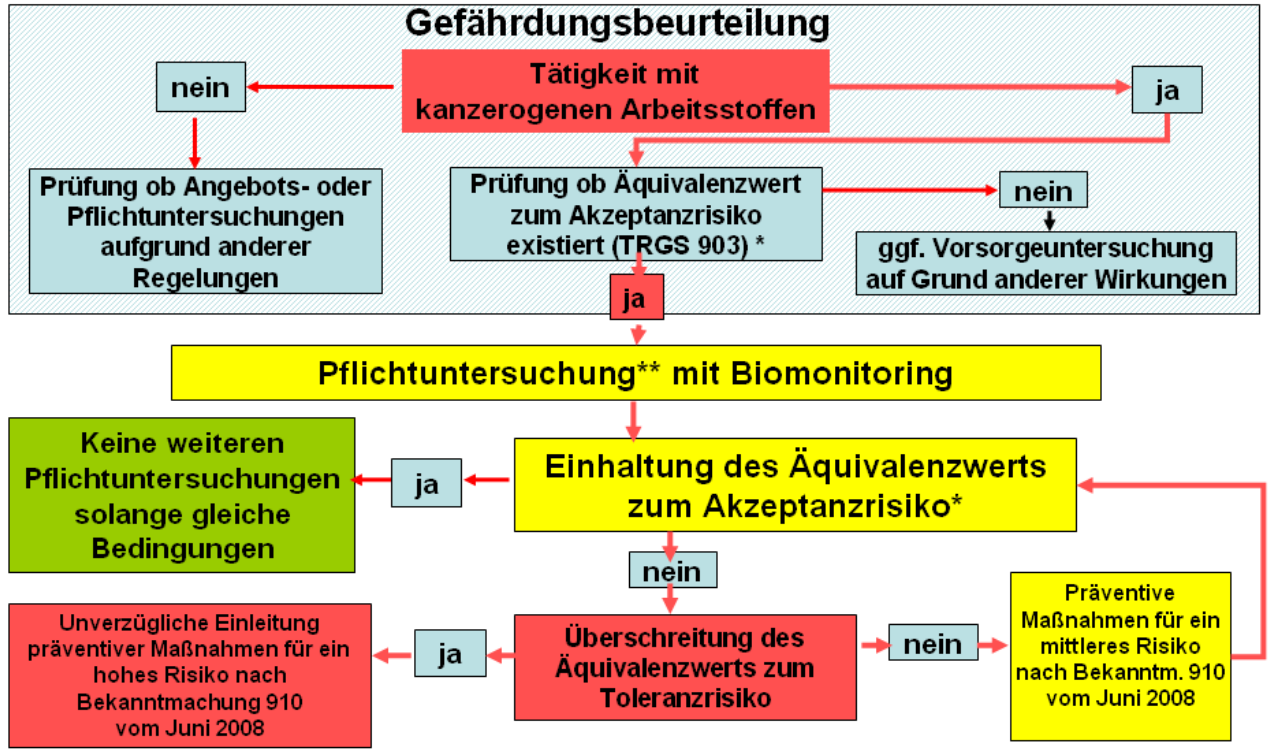 Gefährdungsbeurteilung
Tätigkeit mit
kanzerogenen Arbeitsstoffen
nein
ja
Prüfung ob Angebots- oder
Pflichtuntersuchungen
aufgrund anderer
Regelungen
Prüfung ob Äquivalenzwert
zum Akzeptanzrisiko
existiert (TRGS 903) *
nein
ggf. Vorsorgeuntersuchung
auf Grund anderer Wirkungen
ja
Pflichtuntersuchung** mit Biomonitoring
Keine weiteren
Pflichtuntersuchungen
solange gleiche
Bedingungen
ja
Einhaltung des Äquivalenzwerts
zum Akzeptanzrisiko*
nein
Unverzügliche Einleitung
präventiver Maßnahmen für ein
hohes Risiko nach
Bekanntmachung 910
vom Juni 2008
ja
Überschreitung des
Äquivalenzwerts zum
Toleranzrisiko
nein
Präventive
Maßnahmen für ein
mittleres Risiko
nach Bekanntm. 910
vom Juni 2008